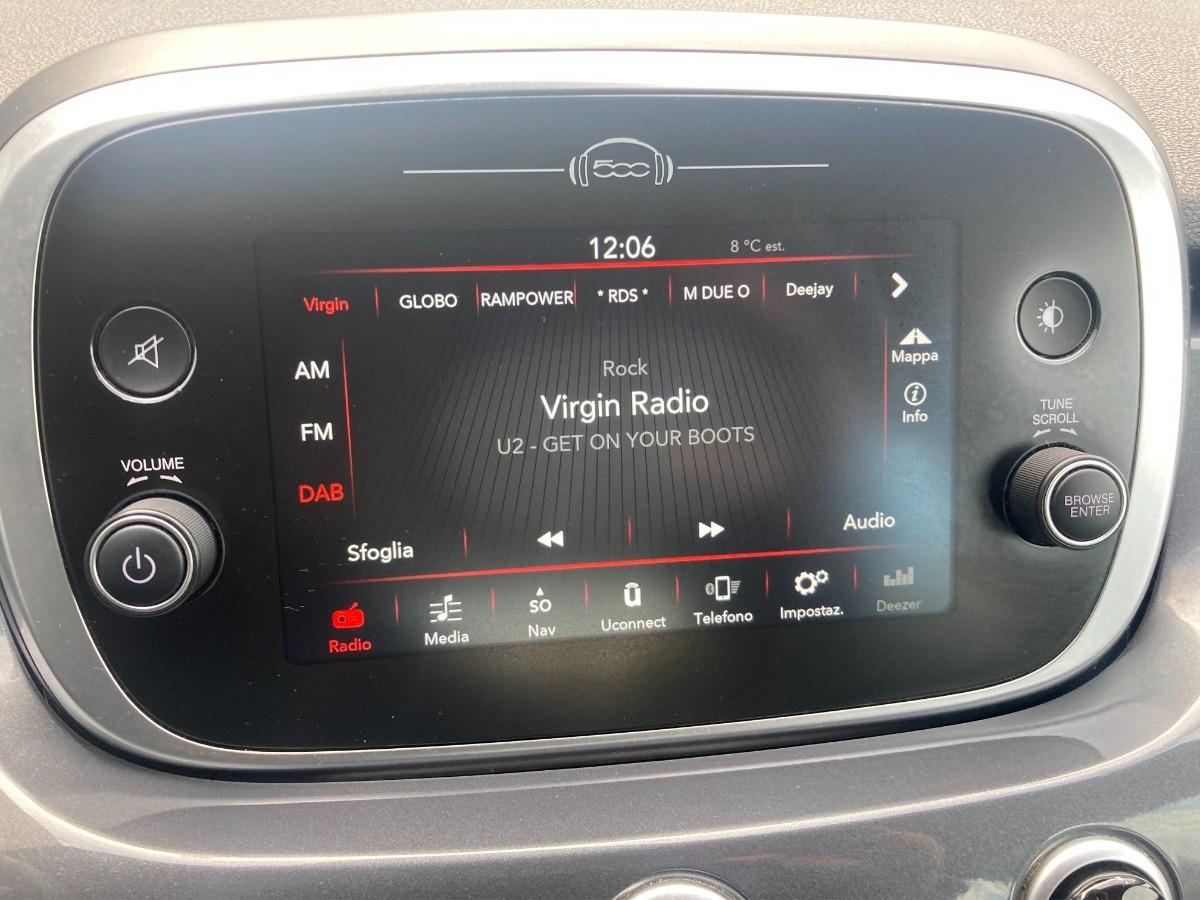 500
12:06
8 °C est.
Virgin
GLOBO
RAMPOWER
* RDS *
M DUE O
Deejay
AM
FM
DAB
Rock
Virgin Radio
U2 - GET ON YOUR BOOTS
Mappa
Info
Sfoglia
Audio
Radio
Media
SO
Nav
Uconnect
Telefono
Impostaz.
Deezer
VOLUME
TUNE
SCROLL
BROWSE
ENTER